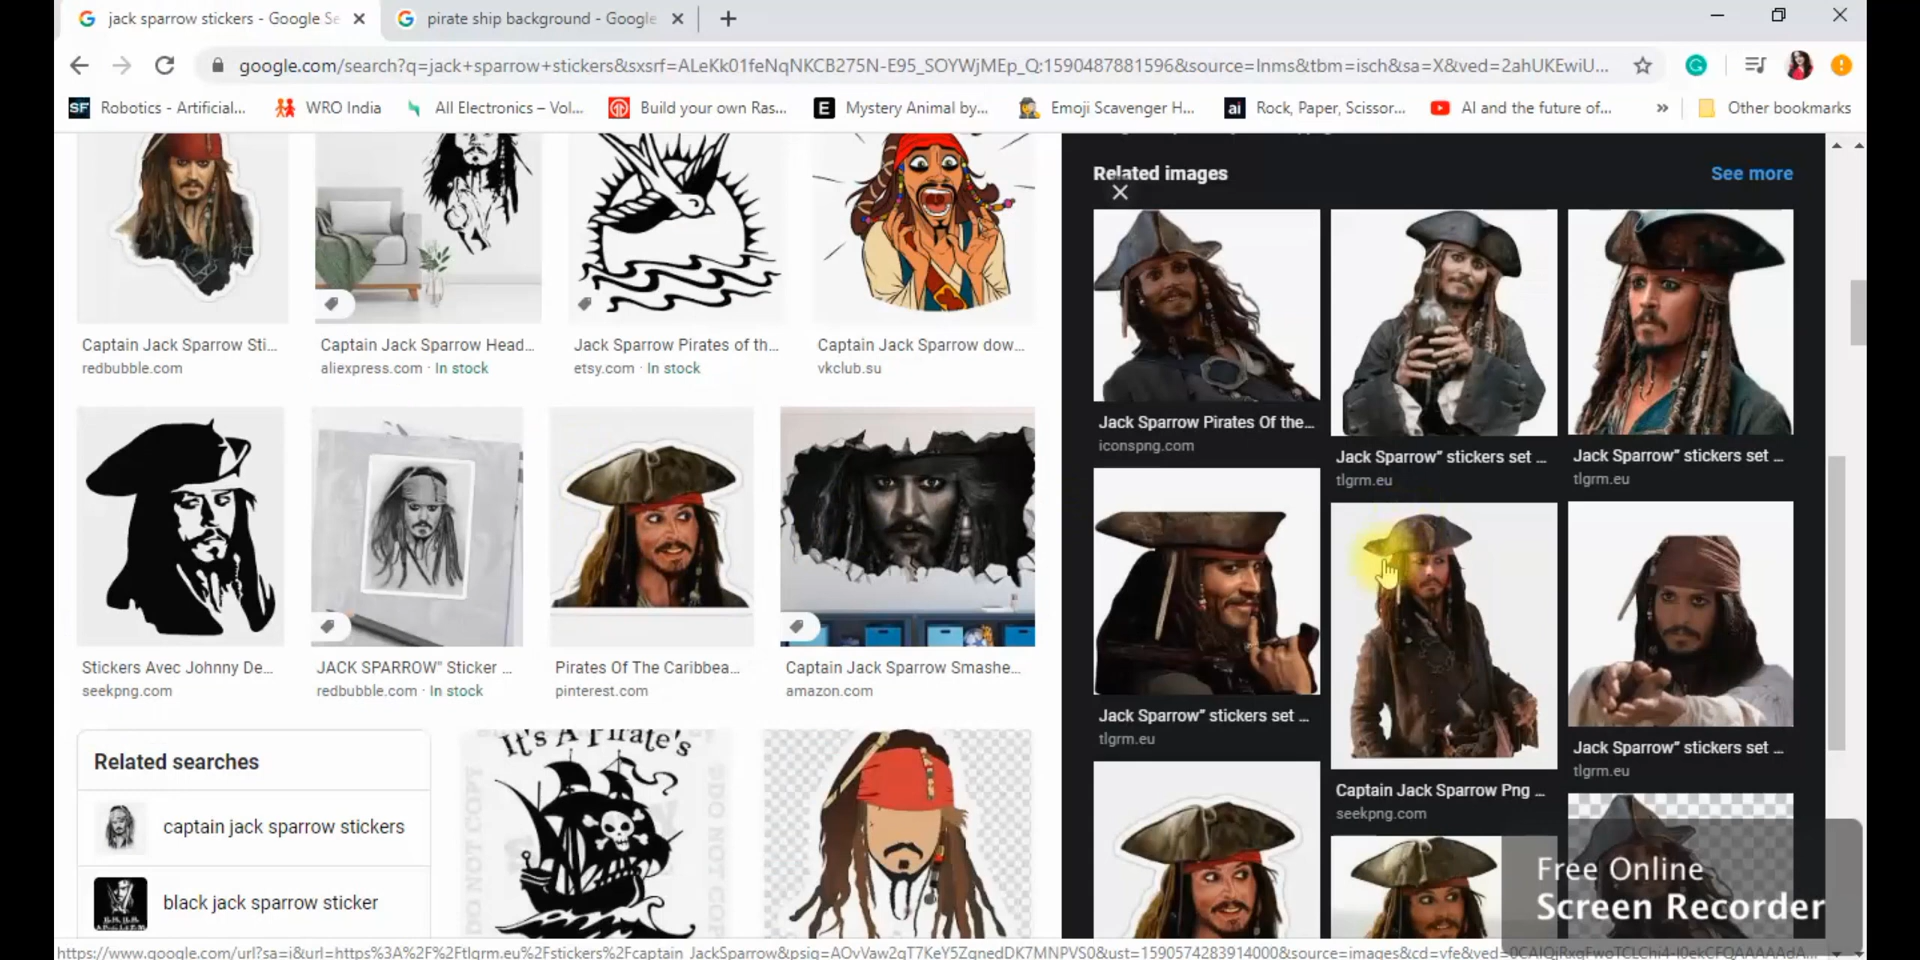 jack sparrow stickers - Google Se
pirate ship background - Google
google.com/search?q=jack+sparrow+stickers&sxsrf=ALeKk01feNqNKCB275N-E95_SOYWjMEp_Q:1590487881596&source=lnms&tbm=isch&sa=X&ved=2ahUKEwiU...
SF Robotics - Artificial...
WRO India
All Electronics – Vol...
Build your own Ras...
E Mystery Animal by...
Emoji Scavenger H...
ai Rock, Paper, Scissor...
AI and the future of...
»
Other bookmarks
Captain Jack Sparrow Sti...
redbubble.com
Captain Jack Sparrow Head...
aliexpress.com · In stock
Jack Sparrow Pirates of th...
etsy.com · In stock
Captain Jack Sparrow dow...
vkclub.su
Stickers Avec Johnny De...
seekpng.com
JACK SPARROW" Sticker ...
redbubble.com · In stock
Pirates Of The Caribbea...
pinterest.com
Captain Jack Sparrow Smashe...
amazon.com
Related searches
captain jack sparrow stickers
black jack sparrow sticker
It's A Pirate's
DO NOT COPY
DO NOT COPY
Related images
See more
Jack Sparrow Pirates Of the...
iconspng.com
Jack Sparrow” stickers set ...
tlgrm.eu
Jack Sparrow” stickers set ...
tlgrm.eu
Jack Sparrow” stickers set ...
tlgrm.eu
Captain Jack Sparrow Png ...
seekpng.com
Jack Sparrow” stickers set ...
tlgrm.eu
Free Online
Screen Recorder